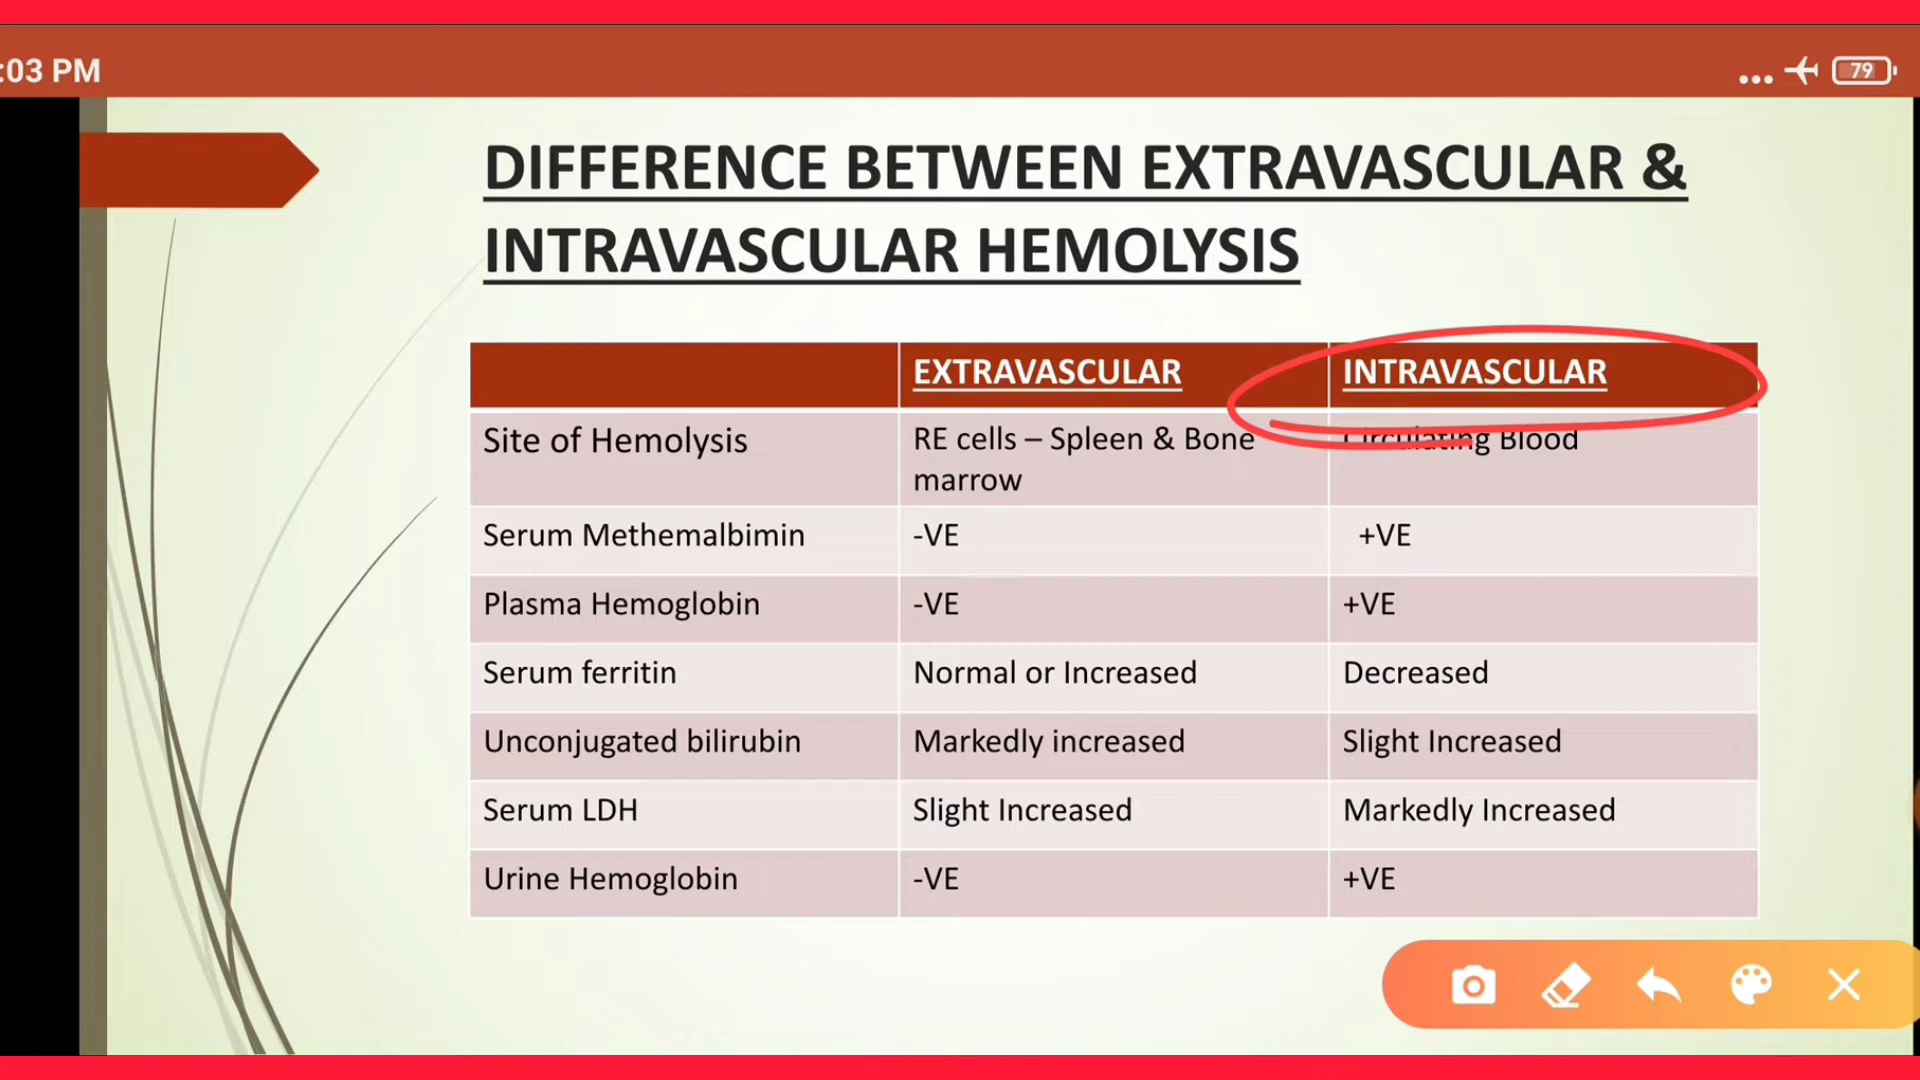 :03 PM
79
DIFFERENCE BETWEEN EXTRAVASCULAR &
INTRAVASCULAR HEMOLYSIS
EXTRAVASCULAR INTRAVASCULAR
Site of Hemolysis RE cells – Spleen & Bone marrow Circulating Blood
Serum Methemalbimin -VE +VE
Plasma Hemoglobin -VE +VE
Serum ferritin Normal or Increased Decreased
Unconjugated bilirubin Markedly increased Slight Increased
Serum LDH Slight Increased Markedly Increased
Urine Hemoglobin -VE +VE